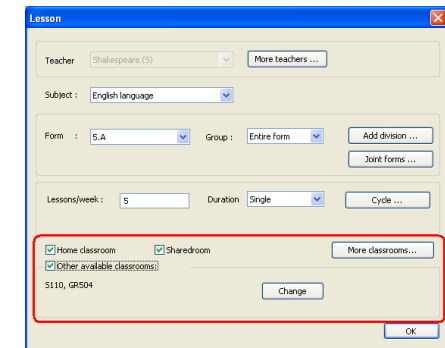 Lesson
Teacher Shakespeare (5) More teachers ...
Subject : English language
Form : 5.A Group : Entire form Add division ...
Joint forms ...
Lessons/week : 5 Duration Single Cycle ...
Home classroom Sharedroom More classrooms...
Other available classrooms:
S110, GR504
Change
OK